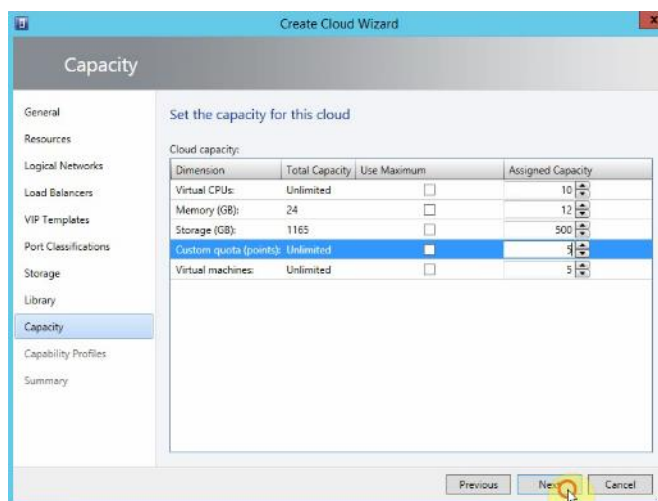 Create Cloud Wizard
x
Capacity
General
Resources
Logical Networks
Load Balancers
VIP Templates
Port Classifications
Storage
Library
Capacity
Capability Profiles
Summary
Set the capacity for this cloud
Cloud capacity:
Dimension Total Capacity Use Maximum Assigned Capacity
Virtual CPUs: Unlimited 10
Memory (GB): 24 12
Storage (GB): 1165 500
Custom quota (points): Unlimited 5
Virtual machines: Unlimited 5
Previous Next Cancel